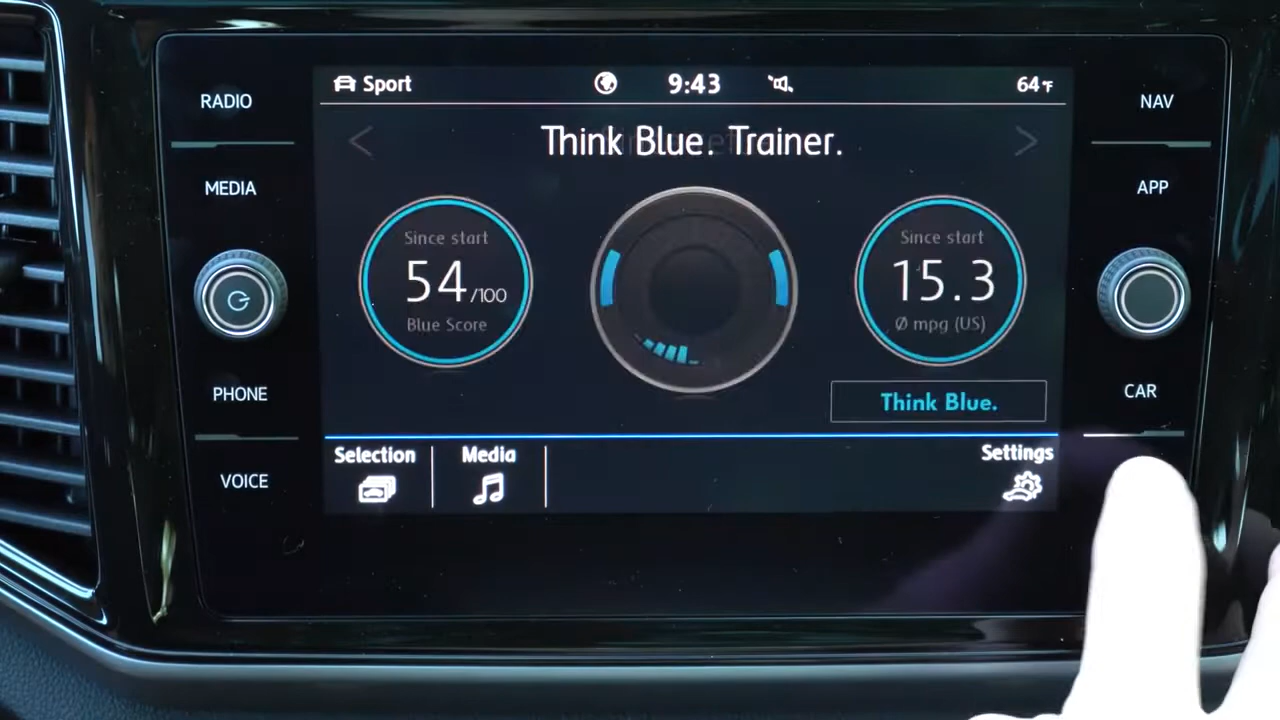 RADIO
MEDIA
PHONE
VOICE
Sport
9:43
64°F
Think Blue. Trainer.
Since start
54/100
Blue Score
Since start
15.3
Ø mpg (US)
Think Blue.
Selection
Media
Settings
NAV
APP
CAR